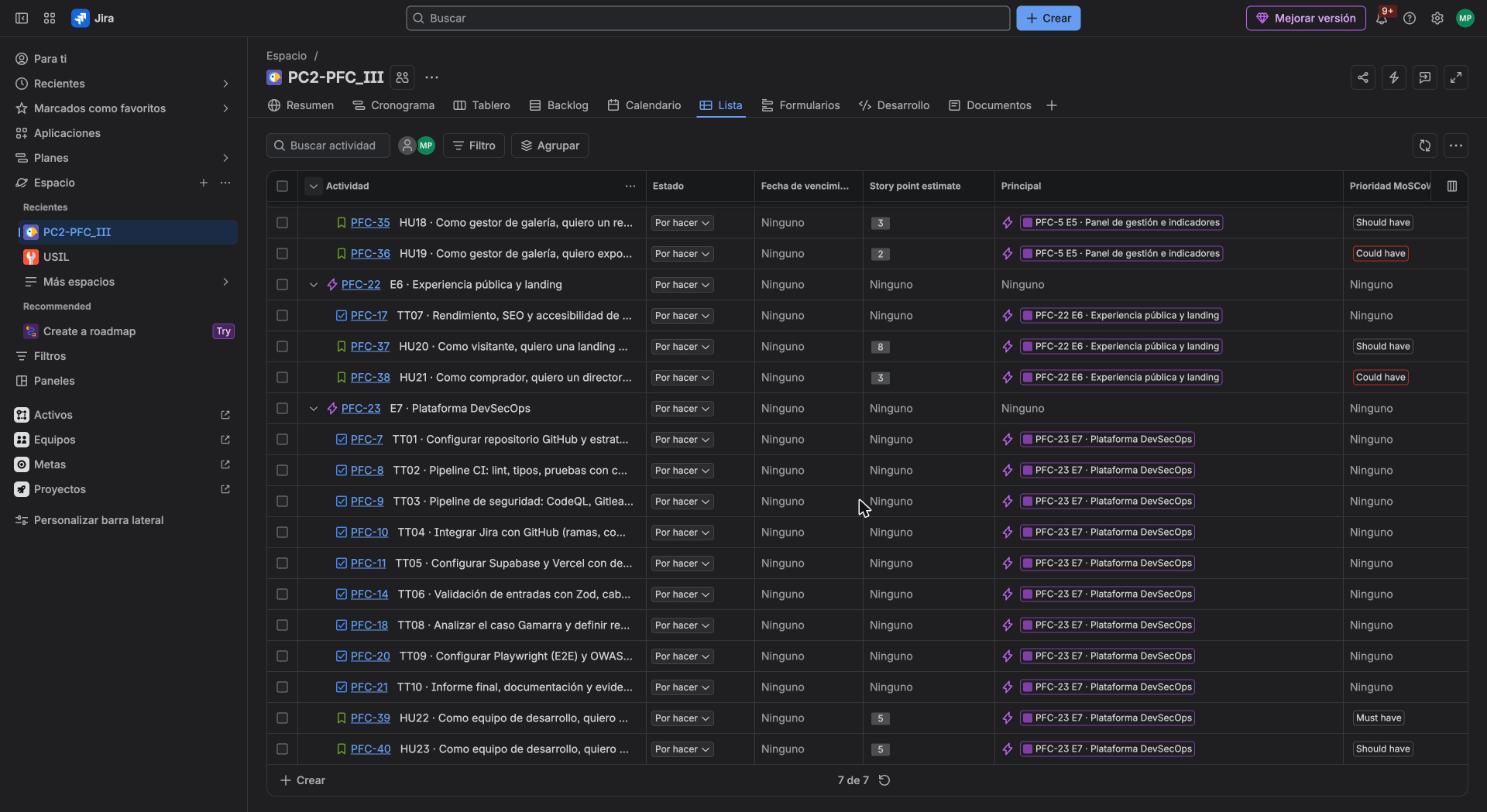 Jira
Buscar
Crear
Mejorar versión
9+
MP
Para ti
Recientes
Marcados como favoritos
Aplicaciones
Planes
Espacio
Recientes
PC2-PFC_III
USIL
Más espacios
Recommended
Create a roadmap
Try
Filtros
Paneles
Activos
Equipos
Metas
Proyectos
Personalizar barra lateral
Espacio /
PC2-PFC_III
Resumen Cronograma Tablero Backlog Calendario Lista Formularios Desarrollo Documentos
Buscar actividad MP Filtro Agrupar
Actividad Estado Fecha de vencimi... Story point estimate Principal Prioridad MoSCoW
PFC-35 HU18 · Como gestor de galería, quiero un re... Por hacer Ninguno 3 PFC-5 E5 · Panel de gestión e indicadores Should have
PFC-36 HU19 · Como gestor de galería, quiero expo... Por hacer Ninguno 2 PFC-5 E5 · Panel de gestión e indicadores Could have
PFC-22 E6 · Experiencia pública y landing Por hacer Ninguno Ninguno Ninguno Ninguno
PFC-17 TT07 · Rendimiento, SEO y accesibilidad de ... Por hacer Ninguno Ninguno PFC-22 E6 · Experiencia pública y landing Ninguno
PFC-37 HU20 · Como visitante, quiero una landing ... Por hacer Ninguno 8 PFC-22 E6 · Experiencia pública y landing Should have
PFC-38 HU21 · Como comprador, quiero un director... Por hacer Ninguno 3 PFC-22 E6 · Experiencia pública y landing Could have
PFC-23 E7 · Plataforma DevSecOps Por hacer Ninguno Ninguno Ninguno Ninguno
PFC-7 TT01 · Configurar repositorio GitHub y estrat... Por hacer Ninguno Ninguno PFC-23 E7 · Plataforma DevSecOps Ninguno
PFC-8 TT02 · Pipeline CI: lint, tipos, pruebas con c... Por hacer Ninguno Ninguno PFC-23 E7 · Plataforma DevSecOps Ninguno
PFC-9 TT03 · Pipeline de seguridad: CodeQL, Gitlea... Por hacer Ninguno Ninguno PFC-23 E7 · Plataforma DevSecOps Ninguno
PFC-10 TT04 · Integrar Jira con GitHub (ramas, co... Por hacer Ninguno Ninguno PFC-23 E7 · Plataforma DevSecOps Ninguno
PFC-11 TT05 · Configurar Supabase y Vercel con de... Por hacer Ninguno Ninguno PFC-23 E7 · Plataforma DevSecOps Ninguno
PFC-14 TT06 · Validación de entradas con Zod, cab... Por hacer Ninguno Ninguno PFC-23 E7 · Plataforma DevSecOps Ninguno
PFC-18 TT08 · Analizar el caso Gamarra y definir re... Por hacer Ninguno Ninguno PFC-23 E7 · Plataforma DevSecOps Ninguno
PFC-20 TT09 · Configurar Playwright (E2E) y OWAS... Por hacer Ninguno Ninguno PFC-23 E7 · Plataforma DevSecOps Ninguno
PFC-21 TT10 · Informe final, documentación y evide... Por hacer Ninguno Ninguno PFC-23 E7 · Plataforma DevSecOps Ninguno
PFC-39 HU22 · Como equipo de desarrollo, quiero ... Por hacer Ninguno 5 PFC-23 E7 · Plataforma DevSecOps Must have
PFC-40 HU23 · Como equipo de desarrollo, quiero ... Por hacer Ninguno 5 PFC-23 E7 · Plataforma DevSecOps Should have
Crear 7 de 7